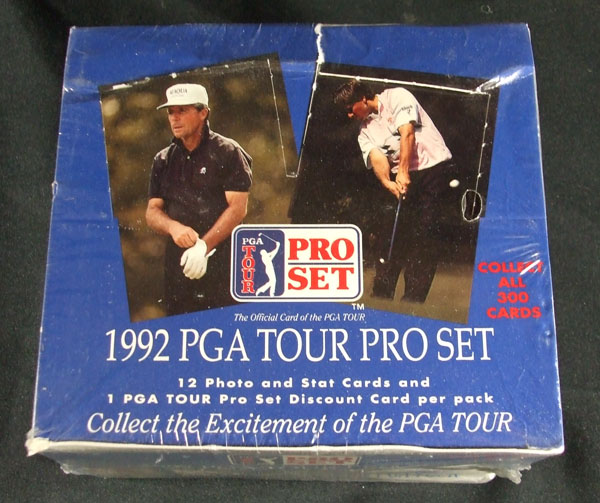 PGA
TOUR
PRO
SET
COLLECT
ALL
300
CARDS
TM
The Official Card of the PGA TOUR
1992 PGA TOUR PRO SET
12 Photo and Stat Cards and
1 PGA TOUR Pro Set Discount Card per pack
Collect the Excitement of the PGA TOUR